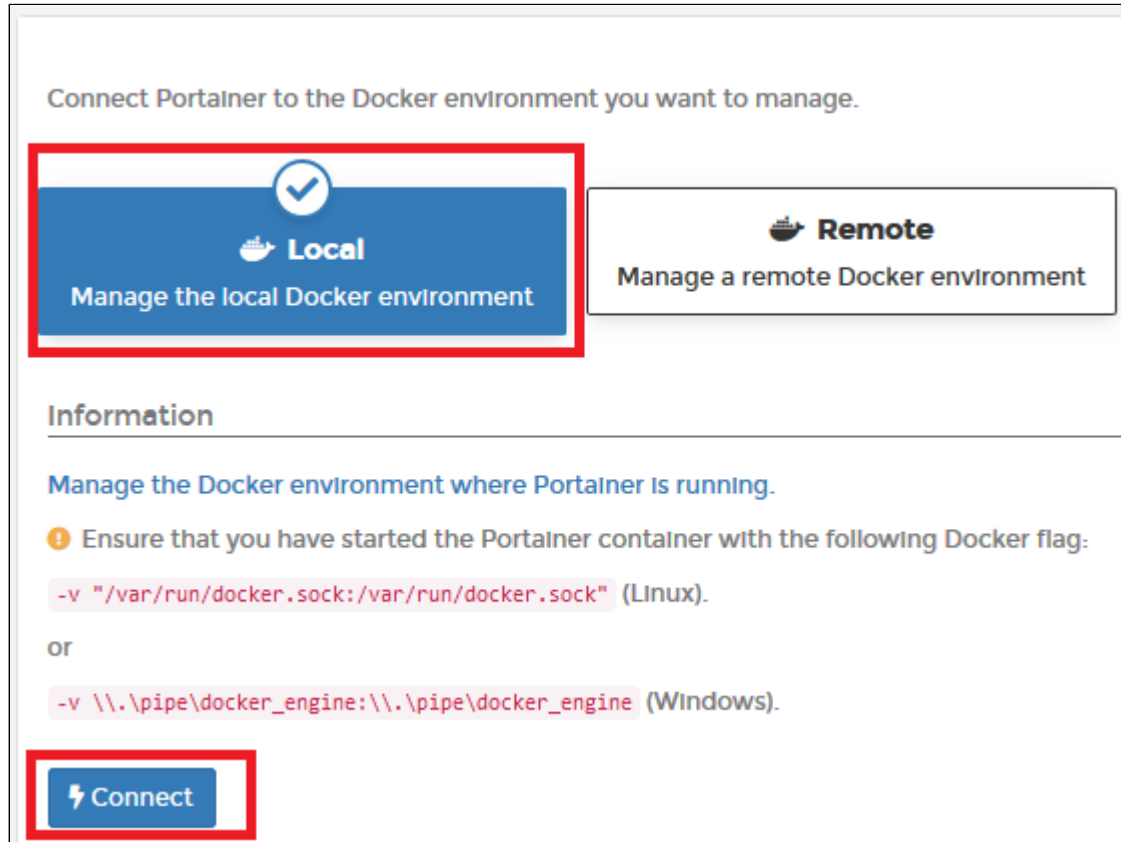 Connect Portainer to the Docker environment you want to manage.
Local
Manage the local Docker environment
Remote
Manage a remote Docker environment
Information
Manage the Docker environment where Portainer is running.
Ensure that you have started the Portainer container with the following Docker flag:
-v "/var/run/docker.sock:/var/run/docker.sock" (Linux).
or
-v \\.\pipe\docker_engine:\\.\pipe\docker_engine (Windows).
Connect